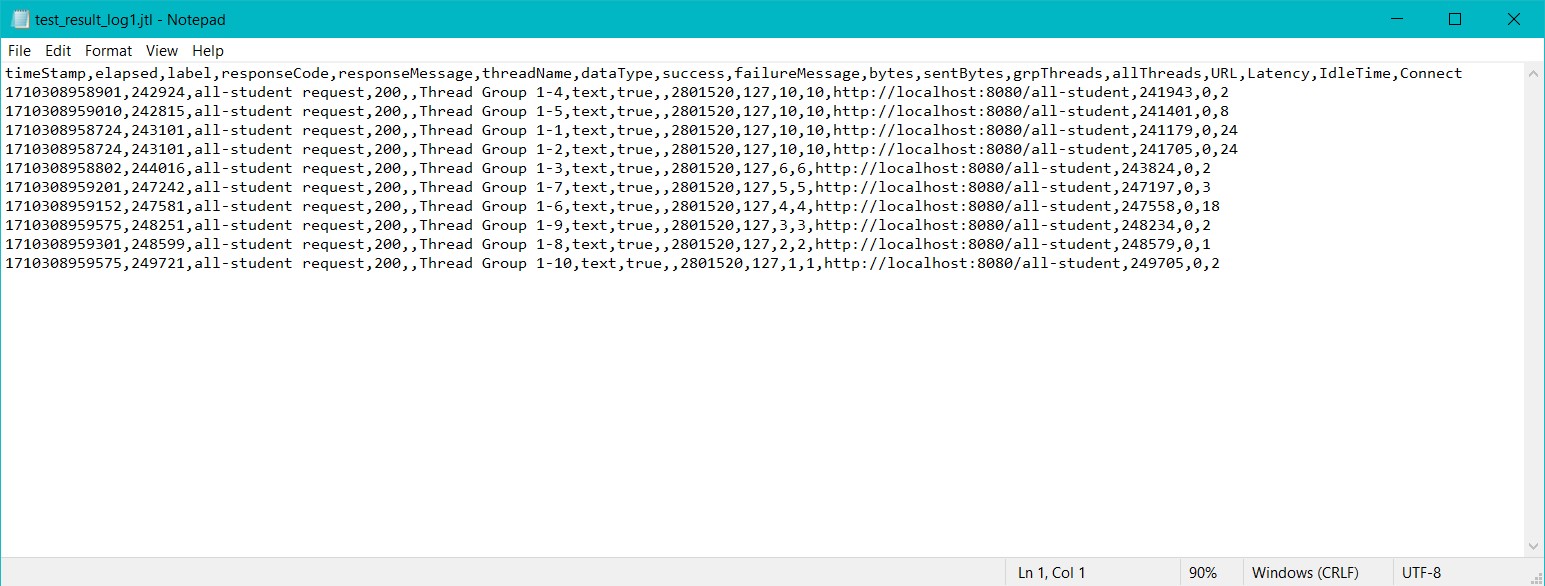 test_result_log1.jtl - Notepad
File Edit Format View Help
timeStamp,elapsed,label,responseCode,responseMessage,threadName,dataType,success,failureMessage,bytes,sentBytes,grpThreads,allThreads,URL,Latency,IdleTime,Connect
1710308958901,242924,all-student request,200,,Thread Group 1-4,text,true,,2801520,127,10,10,http://localhost:8080/all-student,241943,0,2
1710308959010,242815,all-student request,200,,Thread Group 1-5,text,true,,2801520,127,10,10,http://localhost:8080/all-student,241401,0,8
1710308958724,243101,all-student request,200,,Thread Group 1-1,text,true,,2801520,127,10,10,http://localhost:8080/all-student,241179,0,24
1710308958724,243101,all-student request,200,,Thread Group 1-2,text,true,,2801520,127,10,10,http://localhost:8080/all-student,241705,0,24
1710308958802,244016,all-student request,200,,Thread Group 1-3,text,true,,2801520,127,6,6,http://localhost:8080/all-student,243824,0,2
1710308959201,247242,all-student request,200,,Thread Group 1-7,text,true,,2801520,127,5,5,http://localhost:8080/all-student,247197,0,3
1710308959152,247581,all-student request,200,,Thread Group 1-6,text,true,,2801520,127,4,4,http://localhost:8080/all-student,247558,0,18
1710308959575,248251,all-student request,200,,Thread Group 1-9,text,true,,2801520,127,3,3,http://localhost:8080/all-student,248234,0,2
1710308959301,248599,all-student request,200,,Thread Group 1-8,text,true,,2801520,127,2,2,http://localhost:8080/all-student,248579,0,1
1710308959575,249721,all-student request,200,,Thread Group 1-10,text,true,,2801520,127,1,1,http://localhost:8080/all-student,249705,0,2
Ln 1, Col 1 90% Windows (CRLF) UTF-8